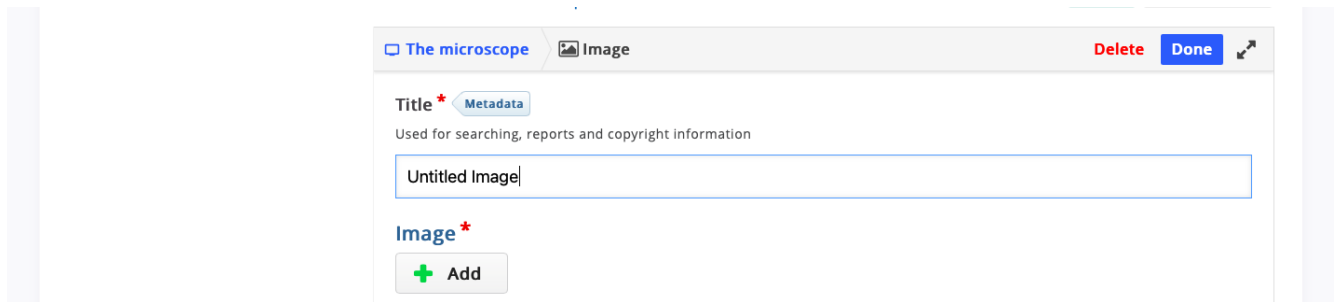 The microscope Image Delete Done
Title * Metadata
Used for searching, reports and copyright information
Untitled Image
Image *
Add